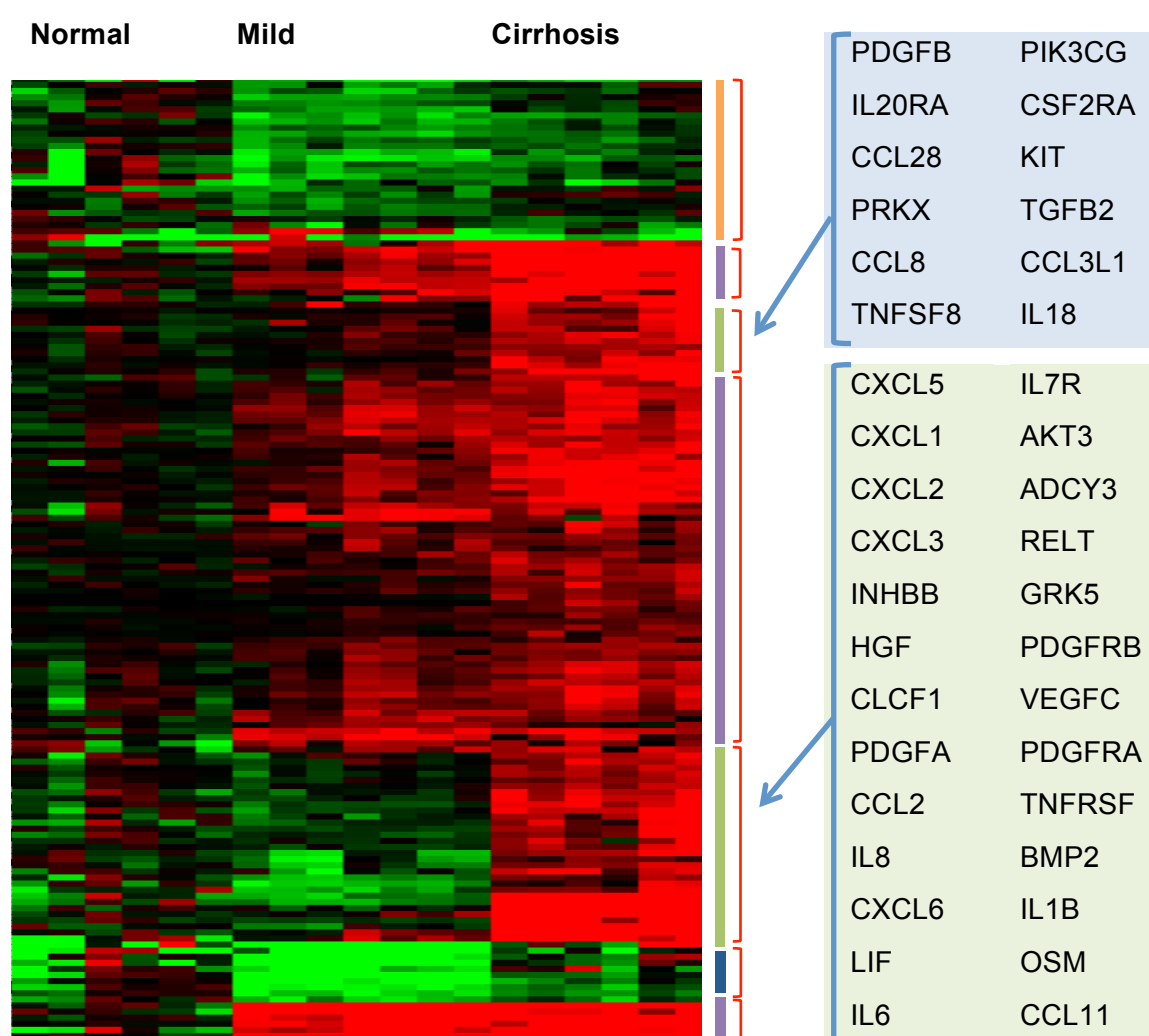 Normal Mild Cirrhosis
PDGFB PIK3CG
IL20RA CSF2RA
CCL28 KIT
PRKX TGFB2
CCL8 CCL3L1
TNFSF8 IL18
CXCL5 IL7R
CXCL1 AKT3
CXCL2 ADCY3
CXCL3 RELT
INHBB GRK5
HGF PDGFRB
CLCF1 VEGFC
PDGFA PDGFRA
CCL2 TNFRSF
IL8 BMP2
CXCL6 IL1B
LIF OSM
IL6 CCL11